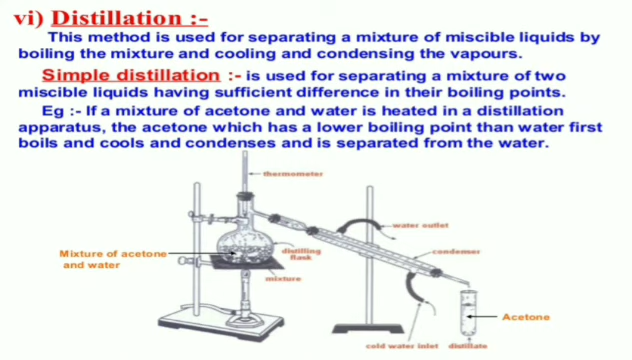 vi) Distillation :-
This method is used for separating a mixture of miscible liquids by
boiling the mixture and cooling and condensing the vapours.
Simple distillation :- is used for separating a mixture of two
miscible liquids having sufficient difference in their boiling points.
Eg :- If a mixture of acetone and water is heated in a distillation
apparatus, the acetone which has a lower boiling point than water first
boils and cools and condenses and is separated from the water.
thermometer
water outlet
Mixture of acetone
and water
distilling
flask
condenser
mixture
Acetone
cold water inlet
distillate